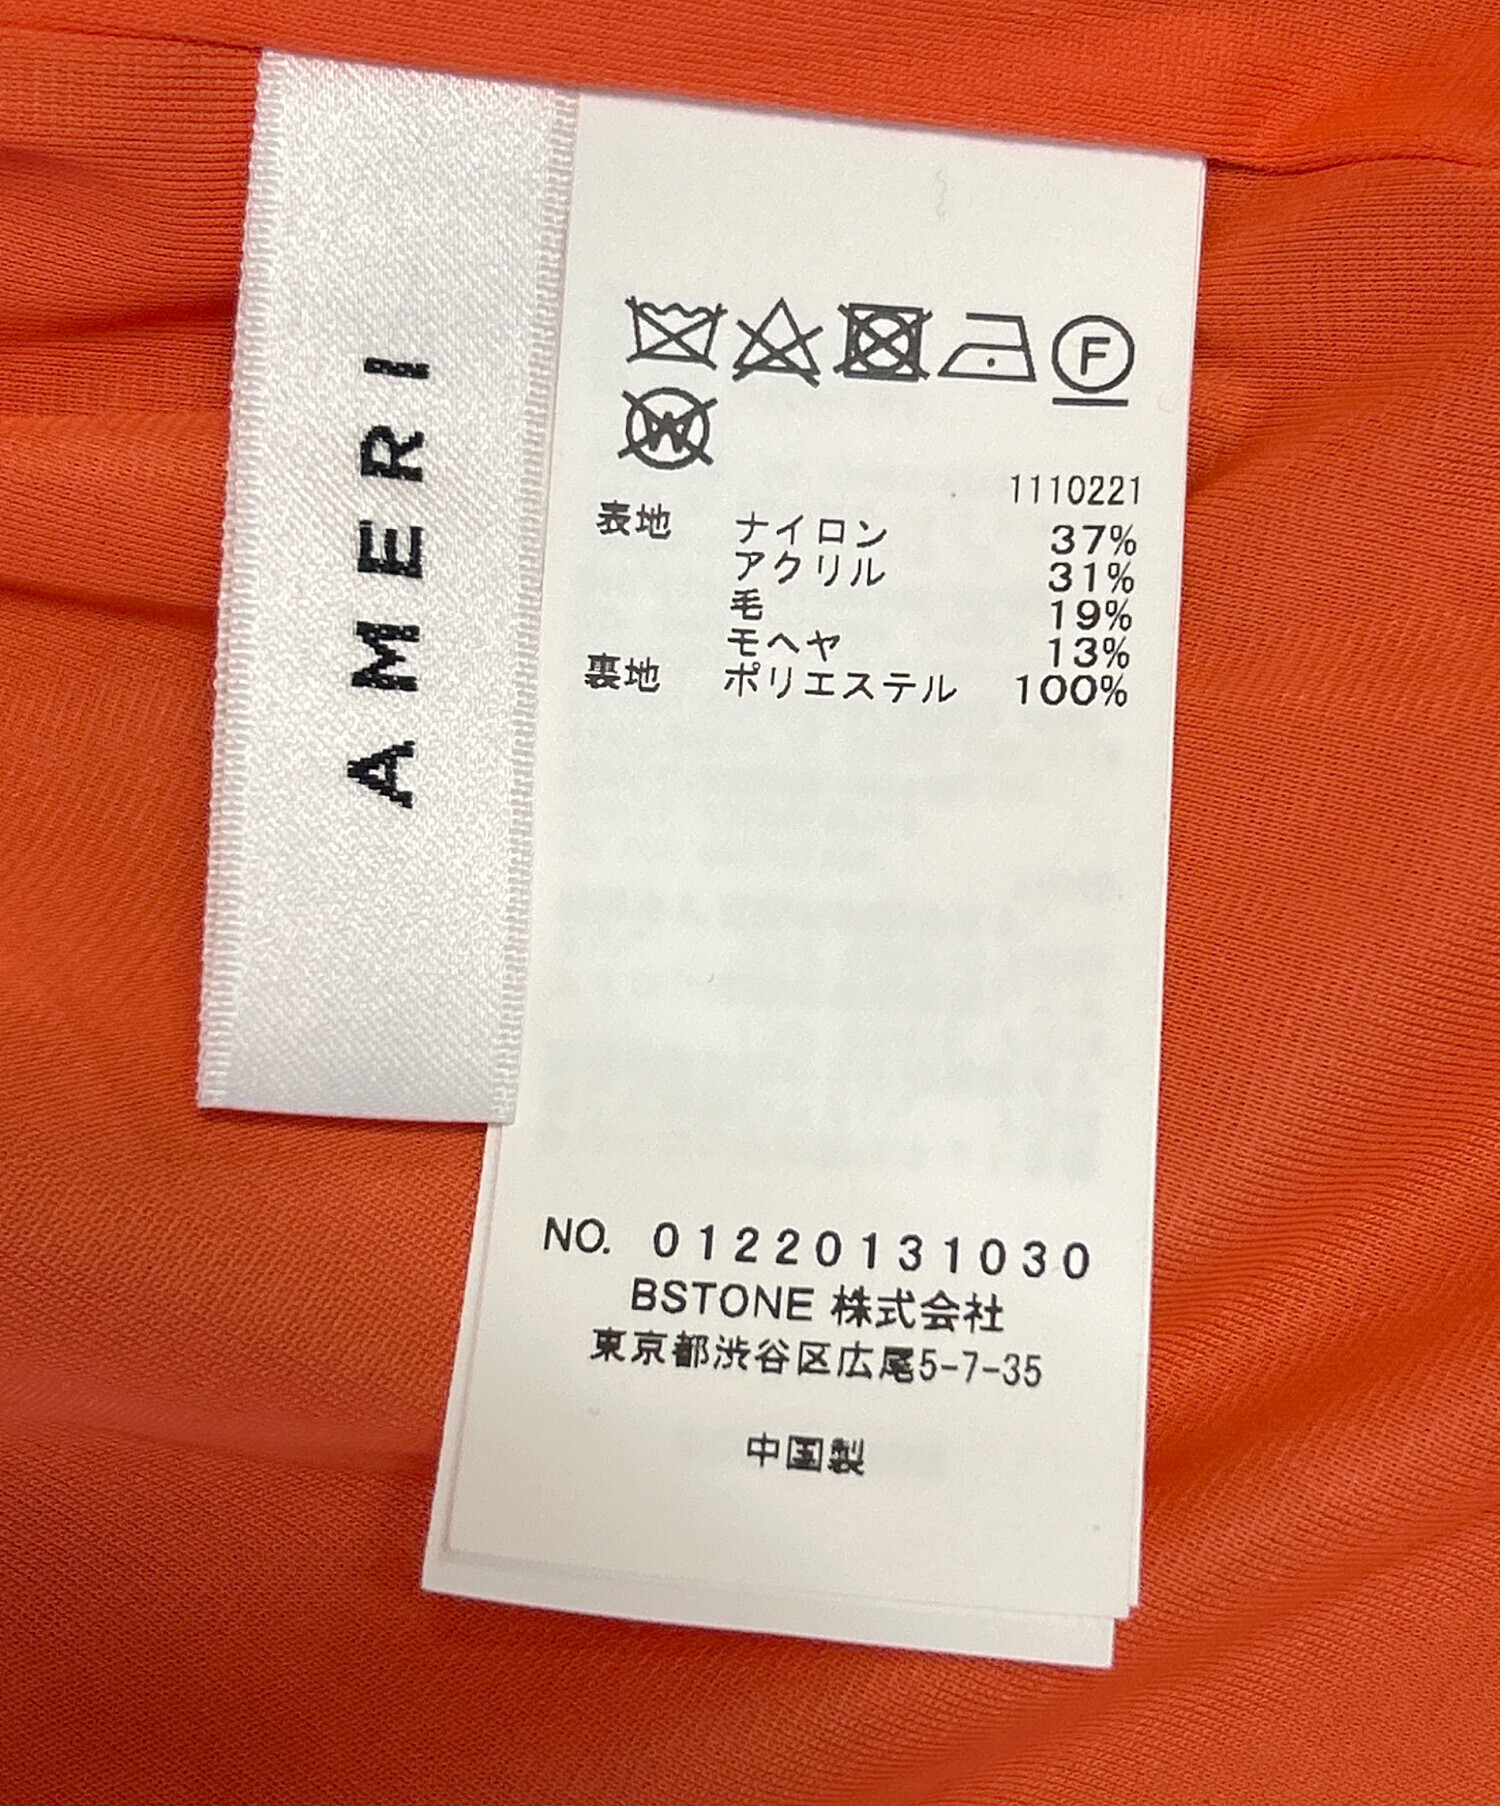 AMERI
F
W
1110221
表地 ナイロン 37%
アクリル 31%
毛 19%
モヘヤ 13%
裏地 ポリエステル 100%
NO. 01220131030
BSTONE 株式会社
東京都渋谷区広尾5-7-35
中国製